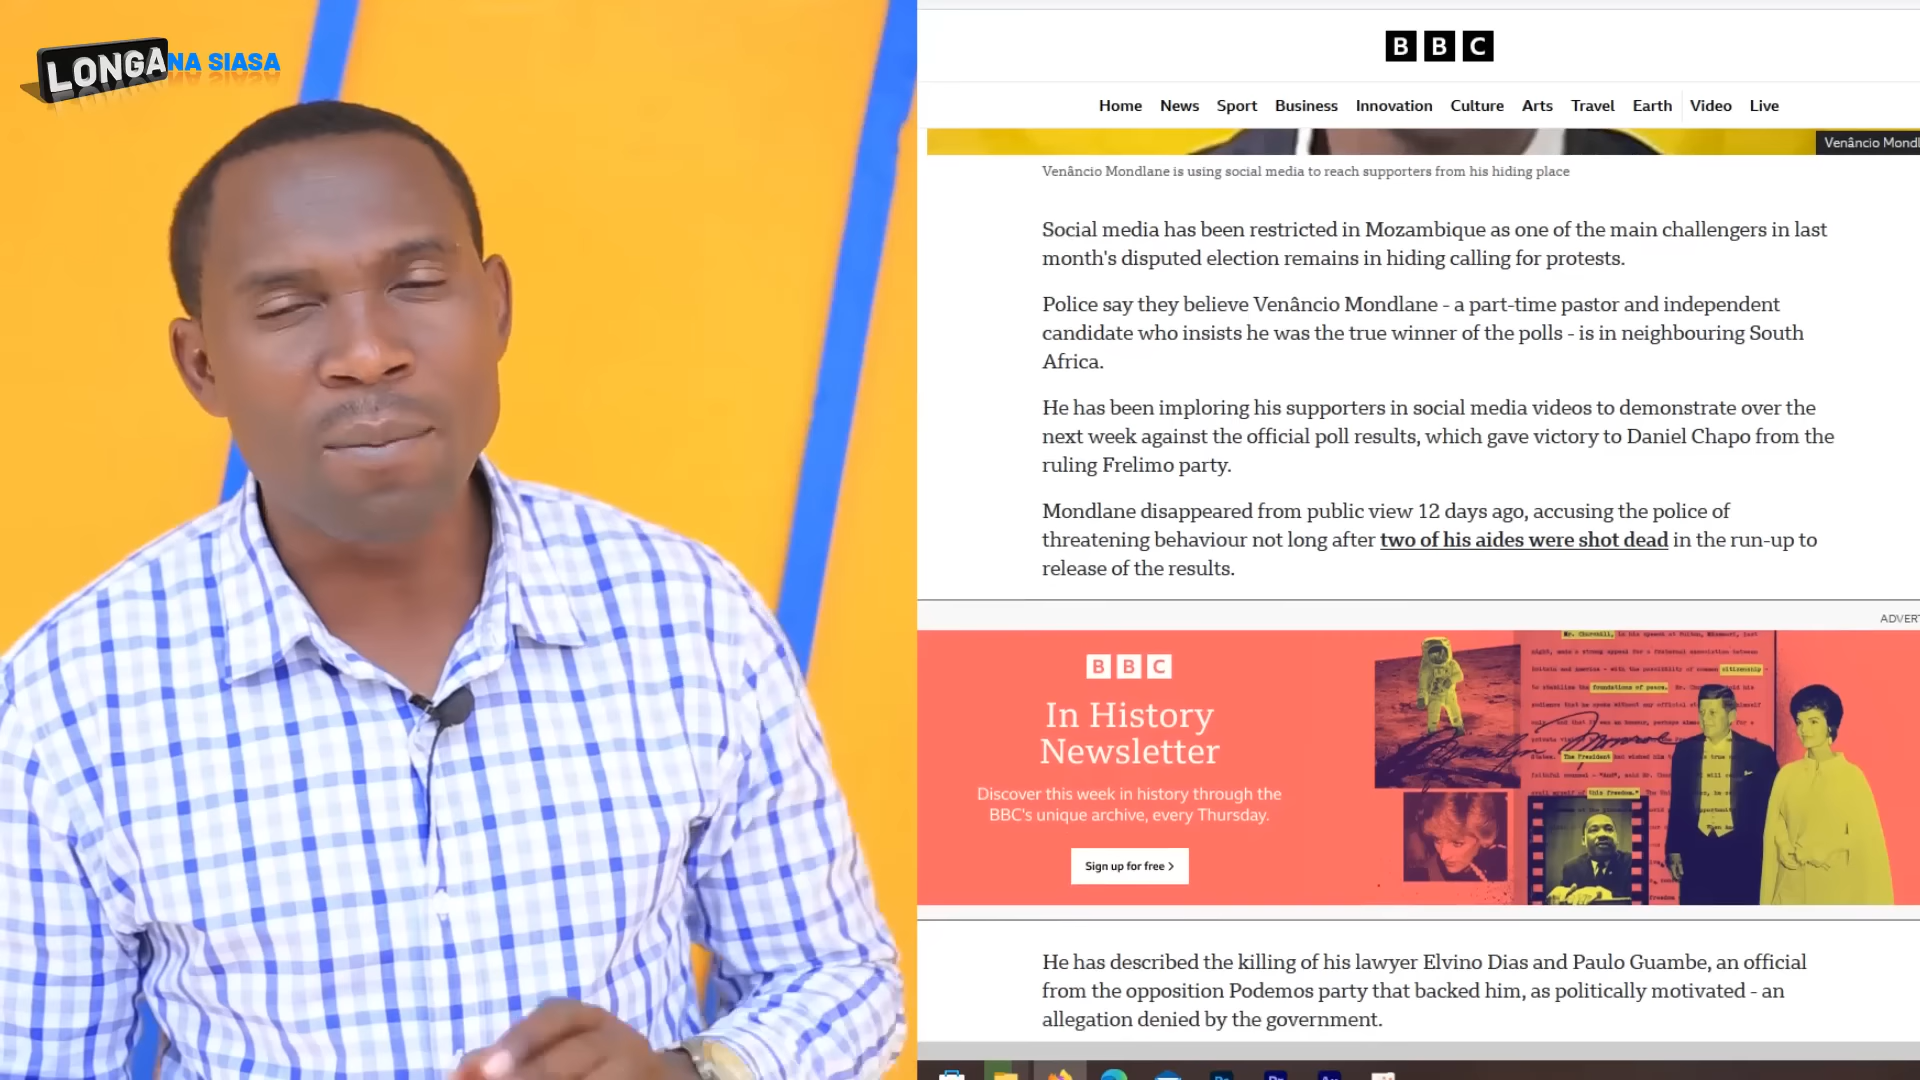 LONGA NA SIASA
BBC
Home News Sport Business Innovation Culture Arts Travel Earth Video Live
Venâncio Mondl
Venâncio Mondlane is using social media to reach supporters from his hiding place
Social media has been restricted in Mozambique as one of the main challengers in last
month's disputed election remains in hiding calling for protests.
Police say they believe Venâncio Mondlane - a part-time pastor and independent
candidate who insists he was the true winner of the polls - is in neighbouring South
Africa.
He has been imploring his supporters in social media videos to demonstrate over the
next week against the official poll results, which gave victory to Daniel Chapo from the
ruling Frelimo party.
Mondlane disappeared from public view 12 days ago, accusing the police of
threatening behaviour not long after two of his aides were shot dead in the run-up to
release of the results.
ADVERT
BBC
In History
Newsletter
Discover this week in history through the
BBC's unique archive, every Thursday.
Sign up for free >
citizenship
foundations of peace.
The President
this freedom."
He has described the killing of his lawyer Elvino Dias and Paulo Guambe, an official
from the opposition Podemos party that backed him, as politically motivated - an
allegation denied by the government.